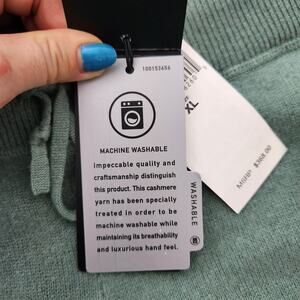 100153656
MACHINE WASHABLE
Impeccable quality and
craftsmanship distinguish
this product. This cashmere
yarn has been specially
treated in order to be
machine washable while
maintaining its breathability
and luxurious hand feel.
WASHABLE
XL
MSRP $368.00